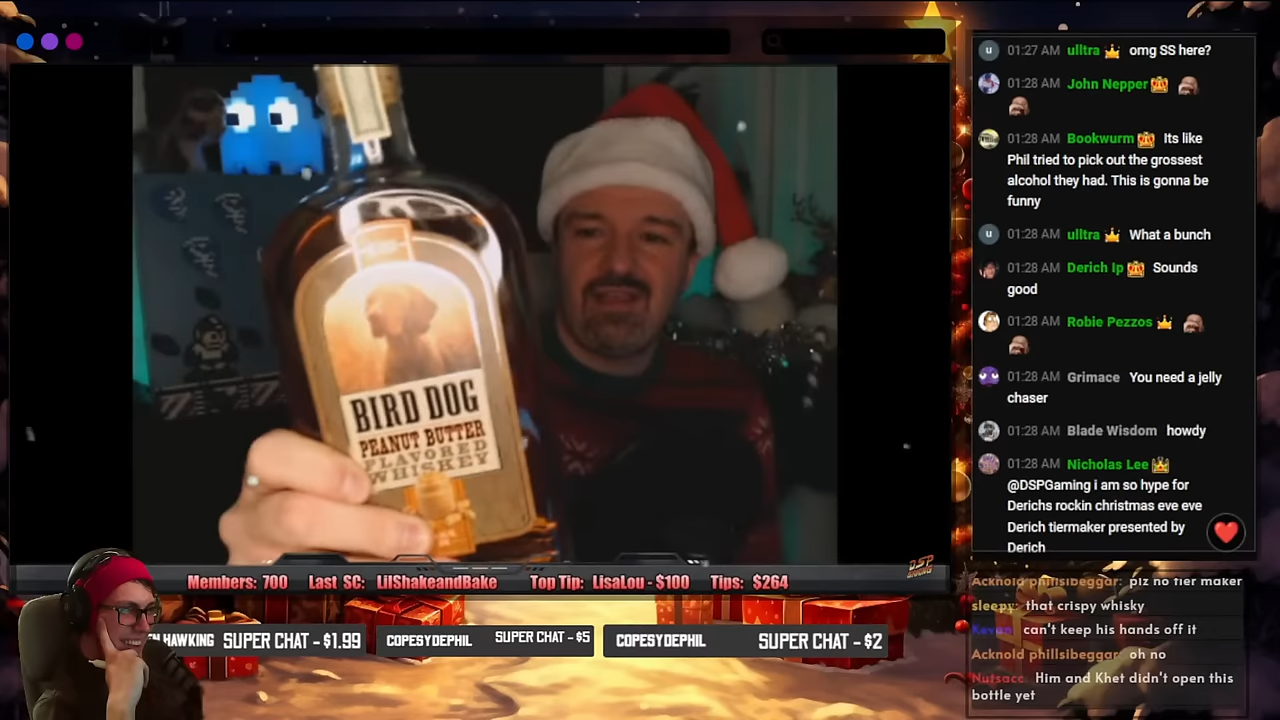 u 01:27 AM ulltra omg SS here?
01:28 AM John Nepper
01:28 AM Bookwurm Its like
Phil tried to pick out the grossest
alcohol they had. This is gonna be
funny
u 01:28 AM ulltra What a bunch
01:28 AM Derich Ip Sounds
good
01:28 AM Robie Pezzos
01:28 AM Grimace You need a jelly
chaser
01:28 AM Blade Wisdom howdy
01:28 AM Nicholas Lee
@DSPGaming i am so hype for
Derichs rockin christmas eve eve
Derich tiermaker presented by
Derich
BIRD DOG
PEANUT BUTTER
FLAVORED
WHISKEY
DSP
GAMING
Members: 700 Last SC: LilShakeandBake Top Tip: LisaLou - $100 Tips: $264
Acknold phillsibeggar: plz no tier maker
sleepy: that crispy whisky
Kevan: can't keep his hands off it
Acknold phillsibeggar: oh no
Nutsacc: Him and Khet didn't open this
bottle yet
EN HAWKING SUPER CHAT - $1.99 COPESYDEPHIL SUPER CHAT - $5 COPESYDEPHIL SUPER CHAT - $2